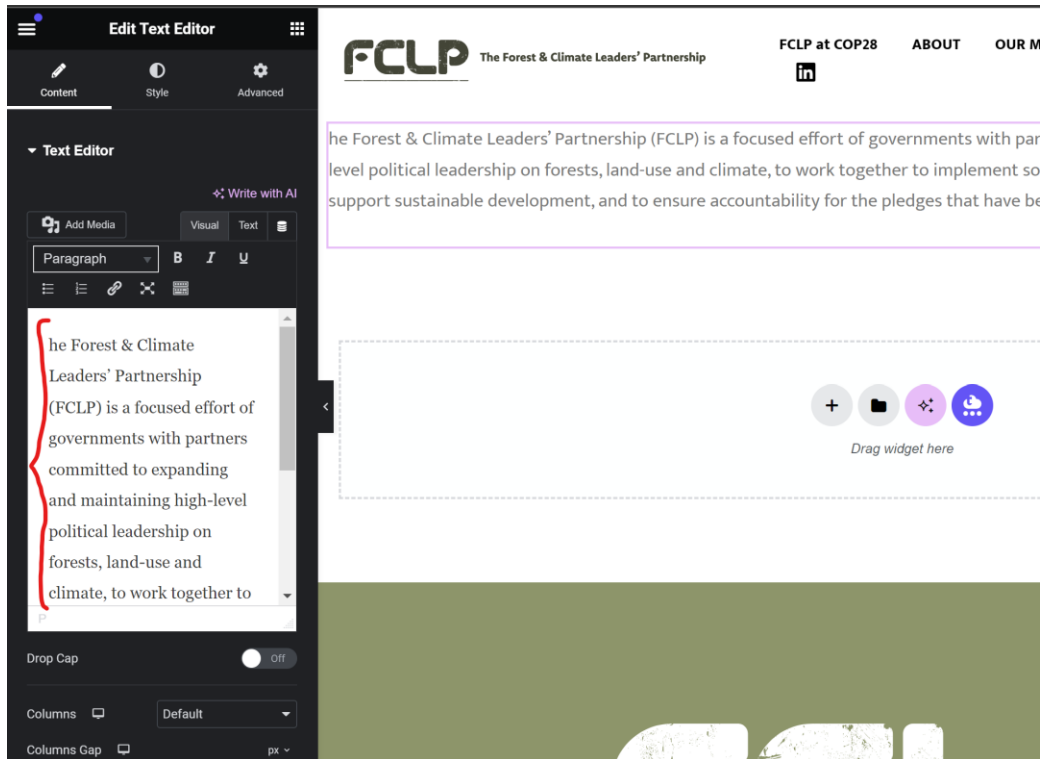 Edit Text Editor
Content
Style
Advanced
Text Editor
Write with AI
Add Media
Visual
Text
Paragraph
B
I
U
he Forest & Climate
Leaders’ Partnership
(FCLP) is a focused effort of
governments with partners
committed to expanding
and maintaining high-level
political leadership on
forests, land-use and
climate, to work together to
P
Drop Cap
Off
Columns
Default
Columns Gap
px
FCLP
The Forest & Climate Leaders’ Partnership
FCLP at COP28
ABOUT
OUR M
in
he Forest & Climate Leaders’ Partnership (FCLP) is a focused effort of governments with par
level political leadership on forests, land-use and climate, to work together to implement so
support sustainable development, and to ensure accountability for the pledges that have be
Drag widget here